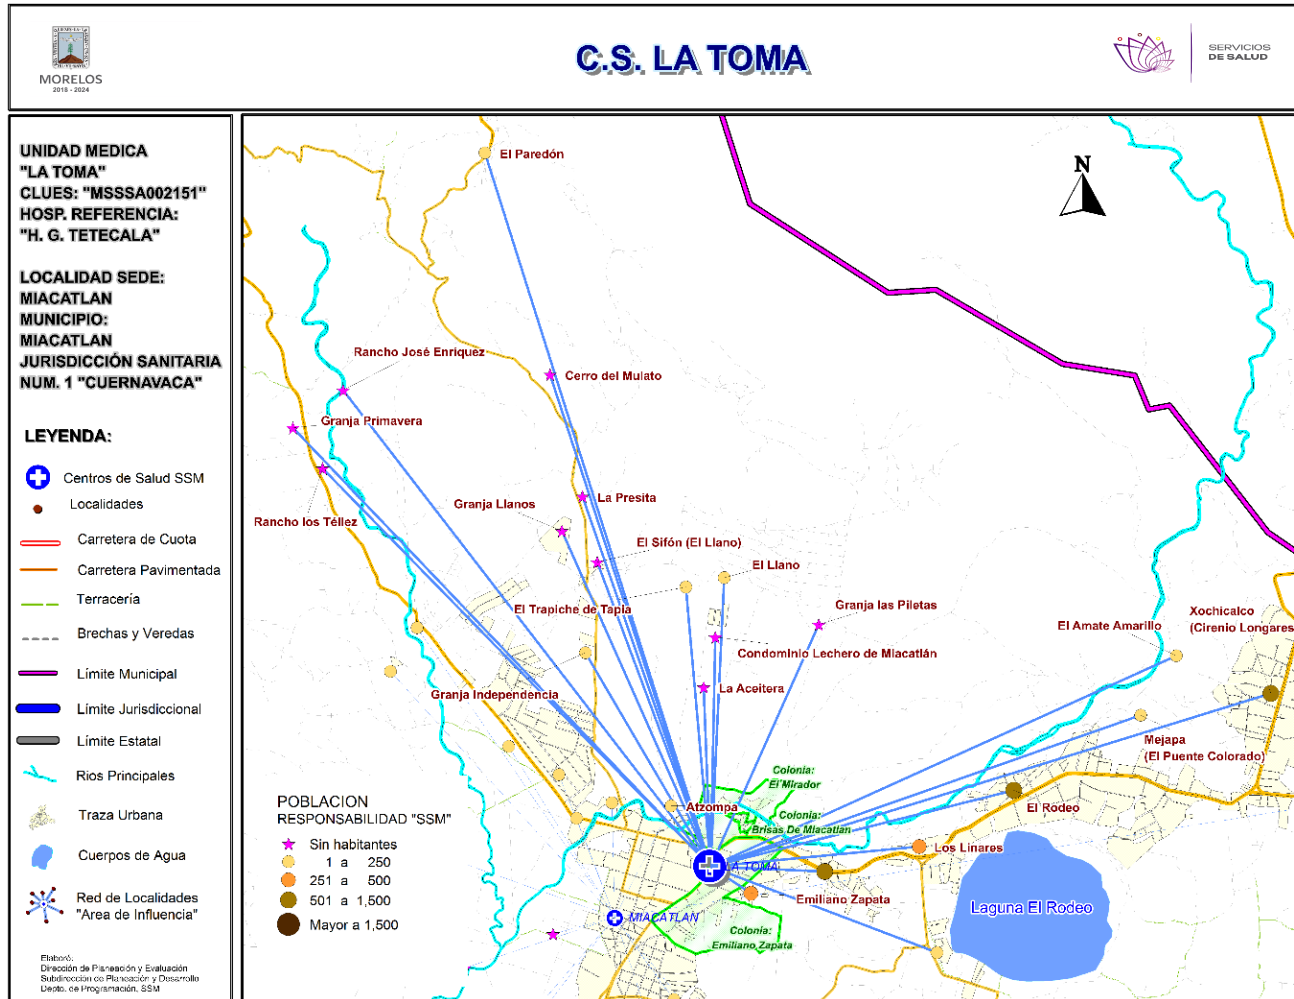 MORELOS
2018 - 2024
C.S. LA TOMA
SERVICIOS
DE SALUD
UNIDAD MEDICA
"LA TOMA"
CLUES: "MSSSA002151"
HOSP. REFERENCIA:
"H. G. TETECALA"
LOCALIDAD SEDE:
MIACATLAN
MUNICIPIO:
MIACATLAN
JURISDICCIÓN SANITARIA
NUM. 1 "CUERNAVACA"
LEYENDA:
Centros de Salud SSM
Localidades
Carretera de Cuota
Carretera Pavimentada
Terracería
Brechas y Veredas
Límite Municipal
Límite Jurisdiccional
Límite Estatal
Rios Principales
Traza Urbana
Cuerpos de Agua
Red de Localidades
"Area de Influencia"
Elaboró:
Dirección de Planeación y Evaluación
Subdirección de Planeación y Desarrollo
Depto. de Programación. SSM
El Paredón
N
Rancho José Enriquez
Cerro del Mulato
Granja Primavera
Rancho los Téllez
Granja Llanos
La Presita
El Sifón (El Llano)
El Llano
El Trapiche de Tapia
Granja las Piletas
Xochicalco
(Cirenio Longares
El Amate Amarillo
Condominio Lechero de Miacatlán
Granja Independencia
La Aceitera
Mejapa
(El Puente Colorado)
Colonia:
El Mirador
POBLACION
RESPONSABILIDAD "SSM"
Sin habitantes
1 a 250
251 a 500
501 a 1,500
Mayor a 1,500
Atzompa
Colonia:
Brisas De Miacatlán
El Rodeo
Los Linares
LA TOMA
Emiliano Zapata
Laguna El Rodeo
MIACATLAN
Colonia:
Emiliano Zapata